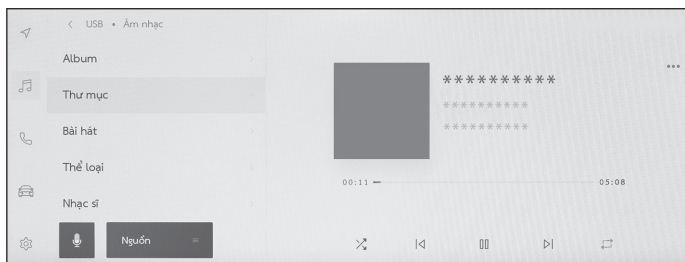 < USB • Âm nhạc
Album
Thư mục
Bài hát
Thể loại
Nhạc sĩ
Nguồn
**********
**********
**********
00:11
05:08